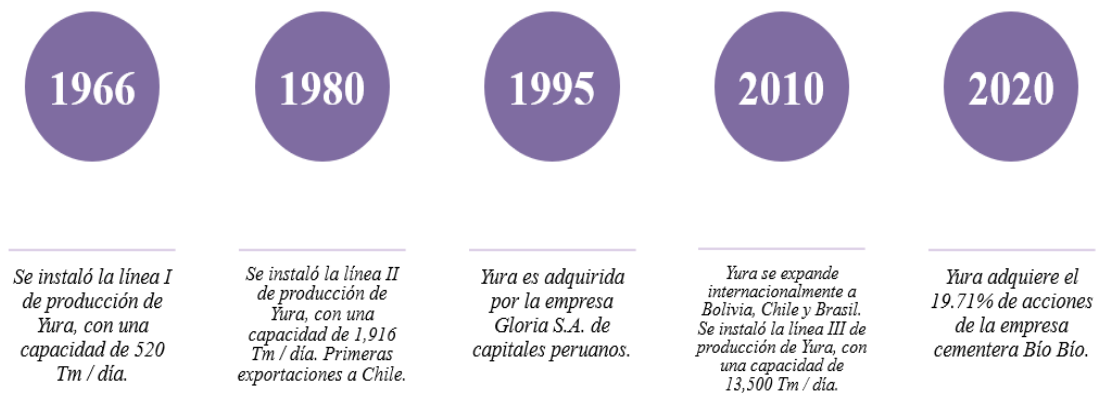 1966
1980
1995
2010
2020
Se instaló la línea I
de producción de
Yura, con una
capacidad de 520
Tm / día.
Se instaló la línea II
de producción de
Yura, con una
capacidad de 1,916
Tm / día. Primeras
exportaciones a Chile.
Yura es adquirida
por la empresa
Gloria S.A. de
capitales peruanos.
Yura se expande
internacionalmente a
Bolivia, Chile y Brasil.
Se instaló la línea III de
producción de Yura, con
una capacidad de
13,500 Tm / día.
Yura adquiere el
19.71% de acciones
de la empresa
cementera Bío Bío.